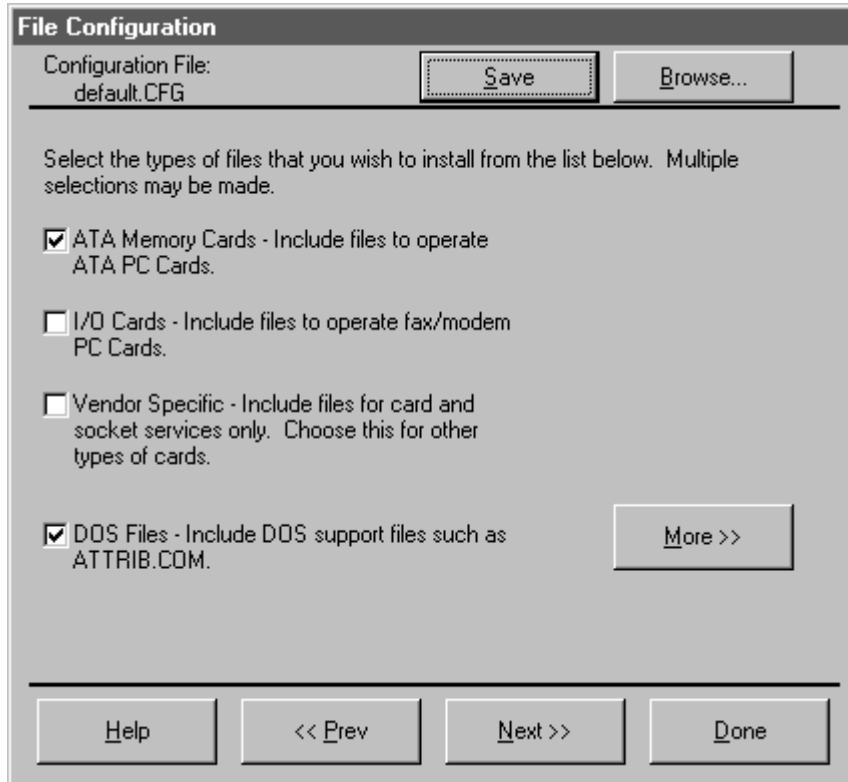 File Configuration
Configuration File:
default.CFG
Save
Browse...
Select the types of files that you wish to install from the list below.  Multiple
selections may be made.
ATA Memory Cards - Include files to operate
ATA PC Cards.
I/O Cards - Include files to operate fax/modem
PC Cards.
Vendor Specific - Include files for card and
socket services only.  Choose this for other
types of cards.
DOS Files - Include DOS support files such as
ATTRIB.COM.
More >>
Help
<< Prev
Next >>
Done